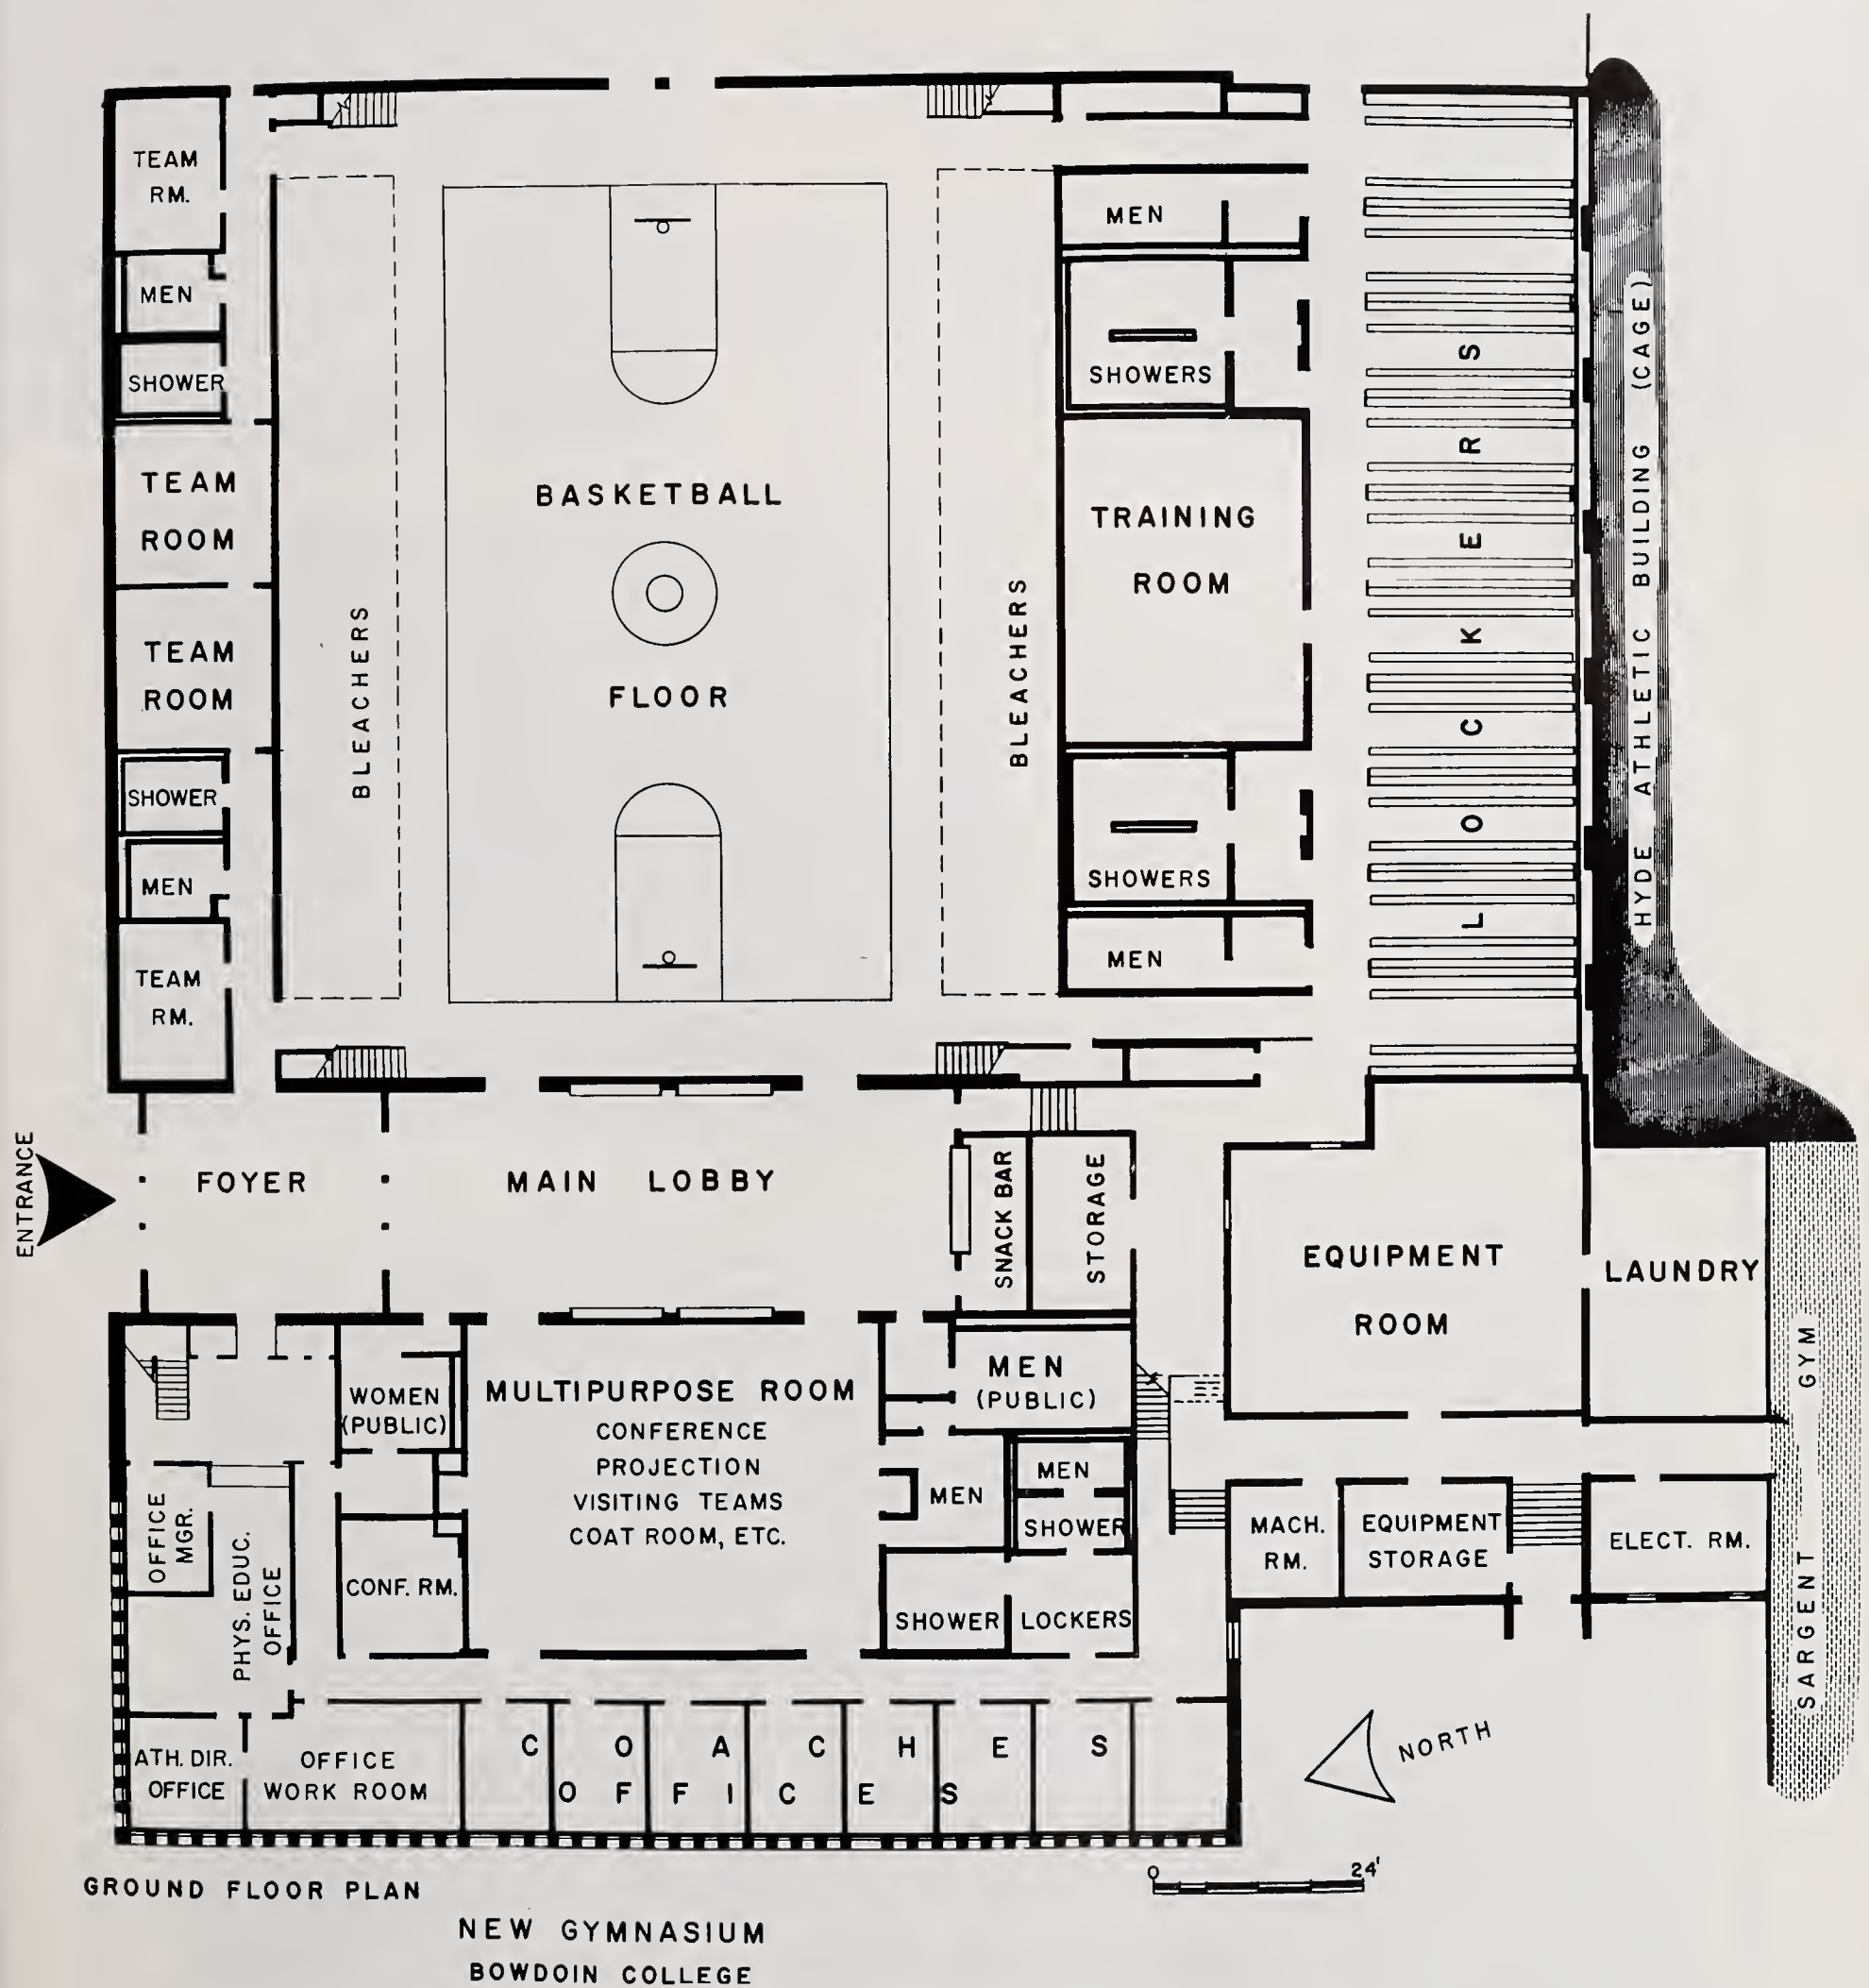 TEAM
RM.
MEN
SHOWER
TEAM
ROOM
TEAM
ROOM
SHOWER
MEN
TEAM
RM.
BLEACHERS
BASKETBALL
FLOOR
BLEACHERS
MEN
SHOWERS
TRAINING
ROOM
SHOWERS
MEN
LOCKERS
HYDE ATHLETIC BUILDING (CAGE)
ENTRANCE
FOYER
MAIN LOBBY
SNACK BAR
STORAGE
EQUIPMENT
ROOM
LAUNDRY
SARGENT GYM
WOMEN
(PUBLIC)
MULTIPURPOSE ROOM
CONFERENCE
PROJECTION
VISITING TEAMS
COAT ROOM, ETC.
MEN
(PUBLIC)
MEN
MEN
SHOWER
SHOWER
LOCKERS
OFFICE
MGR.
PHYS. EDUC.
OFFICE
CONF. RM.
MACH.
RM.
EQUIPMENT
STORAGE
ELECT. RM.
ATH. DIR.
OFFICE
OFFICE
WORK ROOM
COACHES
OFFICES
NORTH
0 24'
GROUND FLOOR PLAN
NEW GYMNASIUM
BOWDOIN COLLEGE